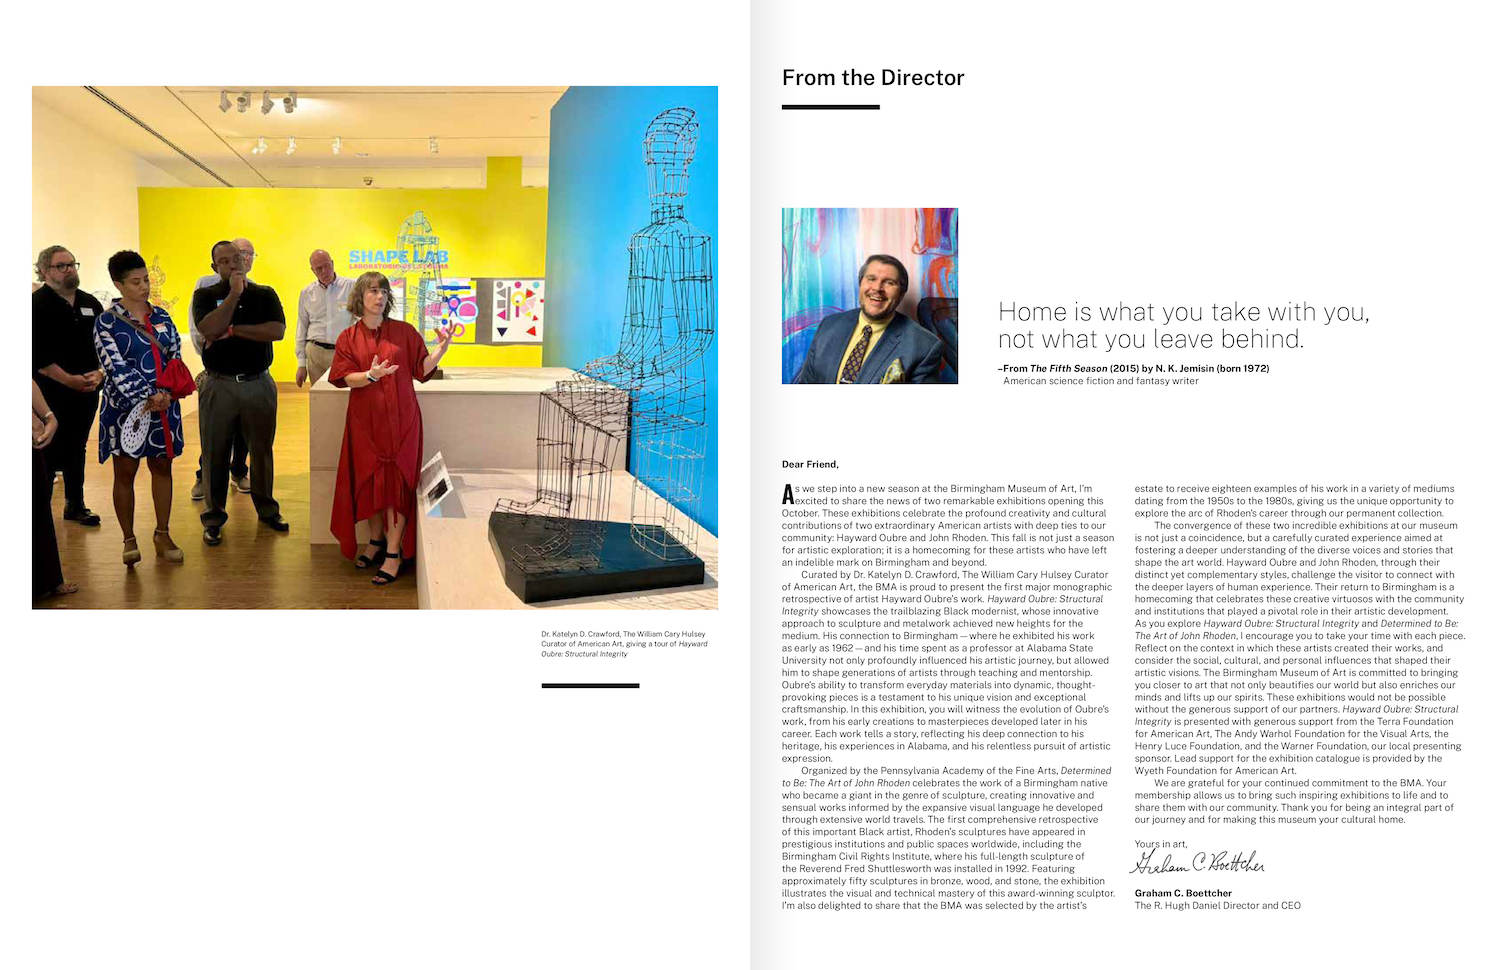 SHAPE LAB
Dr. Katelyn D. Crawford, The William Cary Hulsey
Curator of American Art, giving a tour of Hayward
Oubre: Structural Integrity
From the Director
Home is what you take with you,
not what you leave behind.
–From The Fifth Season (2015) by N. K. Jemisin (born 1972)
American science fiction and fantasy writer
Dear Friend,
As we step into a new season at the Birmingham Museum of Art, I’m
excited to share the news of two remarkable exhibitions opening this
October. These exhibitions celebrate the profound creativity and cultural
contributions of two extraordinary American artists with deep ties to our
community: Hayward Oubre and John Rhoden. This fall is not just a season
for artistic exploration; it is a homecoming for these artists who have left
an indelible mark on Birmingham and beyond.
Curated by Dr. Katelyn D. Crawford, The William Cary Hulsey Curator
of American Art, the BMA is proud to present the first major monographic
retrospective of artist Hayward Oubre’s work. Hayward Oubre: Structural
Integrity showcases the trailblazing Black modernist, whose innovative
approach to sculpture and metalwork achieved new heights for the
medium. His connection to Birmingham — where he exhibited his work
as early as 1962 — and his time spent as a professor at Alabama State
University not only profoundly influenced his artistic journey, but allowed
him to shape generations of artists through teaching and mentorship.
Oubre’s ability to transform everyday materials into dynamic, thought-
provoking pieces is a testament to his unique vision and exceptional
craftsmanship. In this exhibition, you will witness the evolution of Oubre’s
work, from his early creations to masterpieces developed later in his
career. Each work tells a story, reflecting his deep connection to his
heritage, his experiences in Alabama, and his relentless pursuit of artistic
expression.
Organized by the Pennsylvania Academy of the Fine Arts, Determined
to Be: The Art of John Rhoden celebrates the work of a Birmingham native
who became a giant in the genre of sculpture, creating innovative and
sensual works informed by the expansive visual language he developed
through extensive world travels. The first comprehensive retrospective
of this important Black artist, Rhoden’s sculptures have appeared in
prestigious institutions and public spaces worldwide, including the
Birmingham Civil Rights Institute, where his full-length sculpture of
the Reverend Fred Shuttlesworth was installed in 1992. Featuring
approximately fifty sculptures in bronze, wood, and stone, the exhibition
illustrates the visual and technical mastery of this award-winning sculptor.
I’m also delighted to share that the BMA was selected by the artist’s
estate to receive eighteen examples of his work in a variety of mediums
dating from the 1950s to the 1980s, giving us the unique opportunity to
explore the arc of Rhoden’s career through our permanent collection.
The convergence of these two incredible exhibitions at our museum
is not just a coincidence, but a carefully curated experience aimed at
fostering a deeper understanding of the diverse voices and stories that
shape the art world. Hayward Oubre and John Rhoden, through their
distinct yet complementary styles, challenge the visitor to connect with
the deeper layers of human experience. Their return to Birmingham is a
homecoming that celebrates these creative virtuosos with the community
and institutions that played a pivotal role in their artistic development.
As you explore Hayward Oubre: Structural Integrity and Determined to Be:
The Art of John Rhoden, I encourage you to take your time with each piece.
Reflect on the context in which these artists created their works, and
consider the social, cultural, and personal influences that shaped their
artistic visions. The Birmingham Museum of Art is committed to bringing
you closer to art that not only beautifies our world but also enriches our
minds and lifts up our spirits. These exhibitions would not be possible
without the generous support of our partners. Hayward Oubre: Structural
Integrity is presented with generous support from the Terra Foundation
for American Art, The Andy Warhol Foundation for the Visual Arts, the
Henry Luce Foundation, and the Warner Foundation, our local presenting
sponsor. Lead support for the exhibition catalogue is provided by the
Wyeth Foundation for American Art.
We are grateful for your continued commitment to the BMA. Your
membership allows us to bring such inspiring exhibitions to life and to
share them with our community. Thank you for being an integral part of
our journey and for making this museum your cultural home.
Yours in art,
Graham C. Boettcher
Graham C. Boettcher
The R. Hugh Daniel Director and CEO